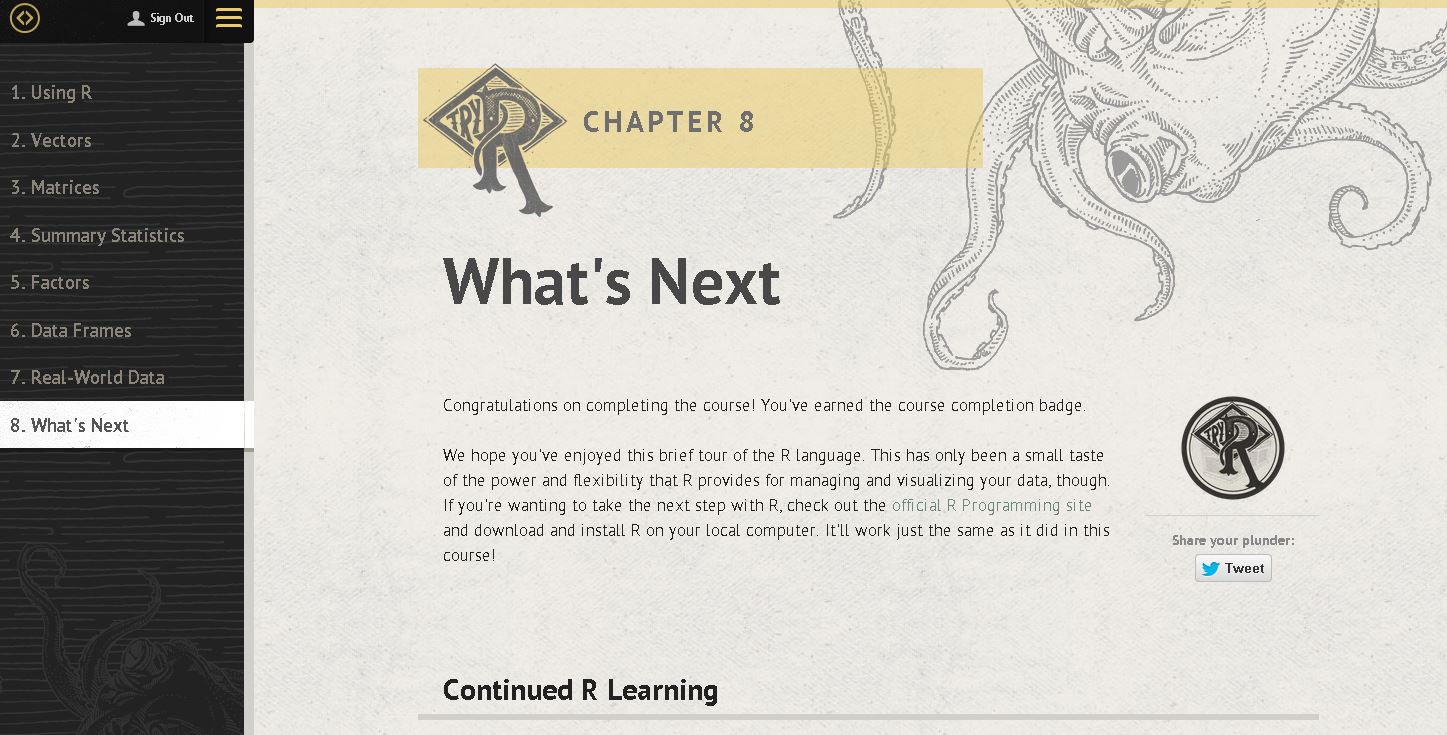 Sign Out
1. Using R
2. Vectors
3. Matrices
4. Summary Statistics
5. Factors
6. Data Frames
7. Real-World Data
8. What's Next
TRY R
CHAPTER 8
What's Next
Congratulations on completing the course! You've earned the course completion badge.
We hope you've enjoyed this brief tour of the R language. This has only been a small taste
of the power and flexibility that R provides for managing and visualizing your data, though.
If you're wanting to take the next step with R, check out the official R Programming site
and download and install R on your local computer. It'll work just the same as it did in this
course!
TRY R
Share your plunder:
Tweet
Continued R Learning